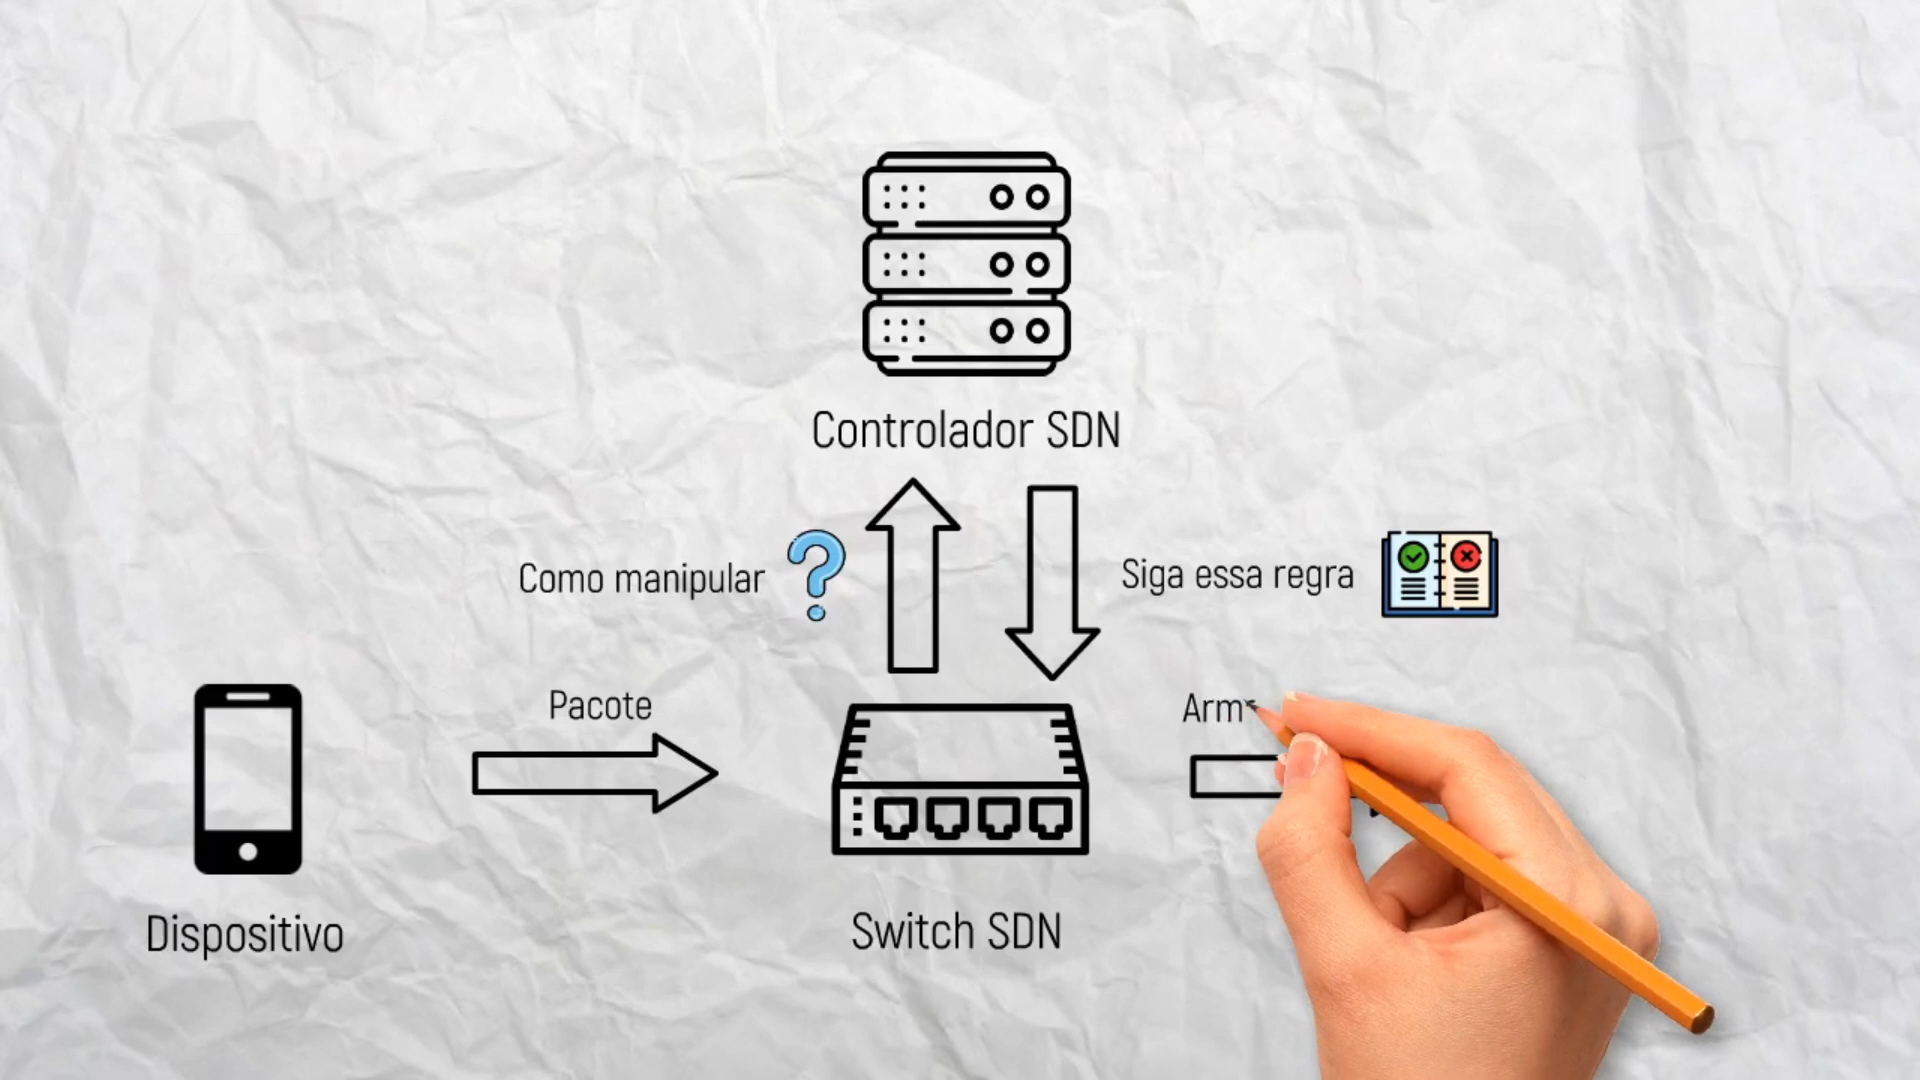 Controlador SDN
Como manipular
Siga essa regra
Pacote
Dispositivo
Switch SDN